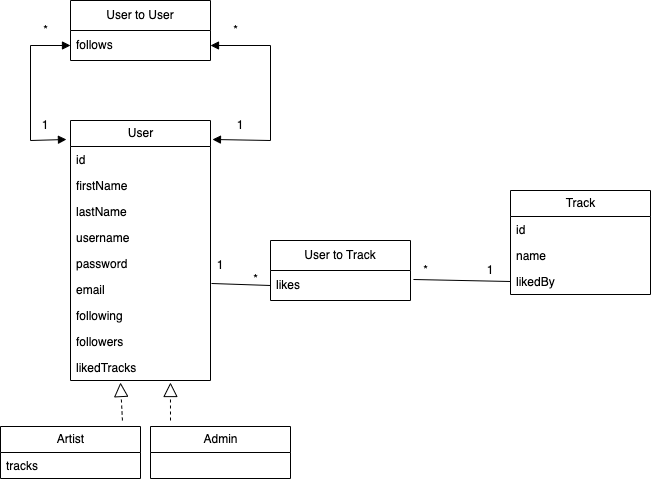 User to User
*
*
follows
1
1
User
id
firstName
lastName
username
password
email
following
followers
likedTracks
1
*
User to Track
likes
*
1
Track
id
name
likedBy
Artist
tracks
Admin